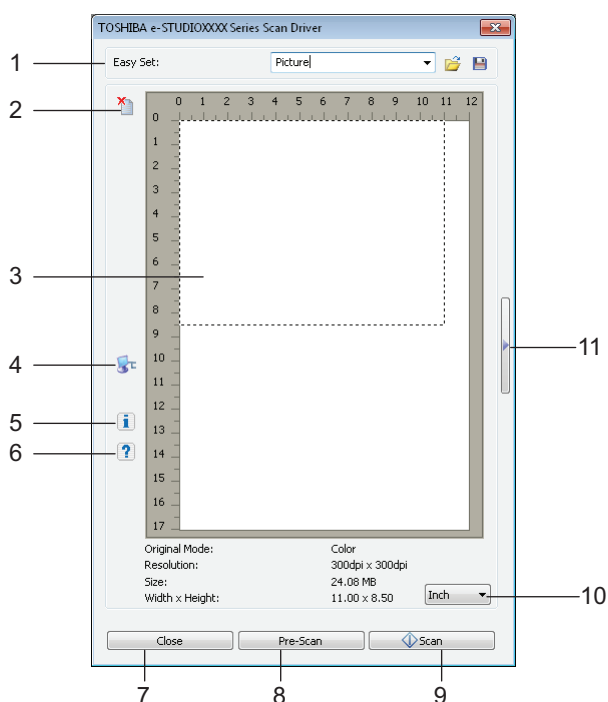 TOSHIBA e-STUDIOXXXX Series Scan Driver
1
Easy Set:
Picture
2
0 1 2 3 4 5 6 7 8 9 10 11 12
0
1
2
3
4
5
6
3
7
8
9
4
10
11
11
12
5
13
6
14
15
16
17
Original Mode: Color
Resolution: 300dpi x 300dpi
Size: 24.08 MB
Width x Height: 11.00 x 8.50
Inch
10
Close Pre-Scan Scan
7 8 9